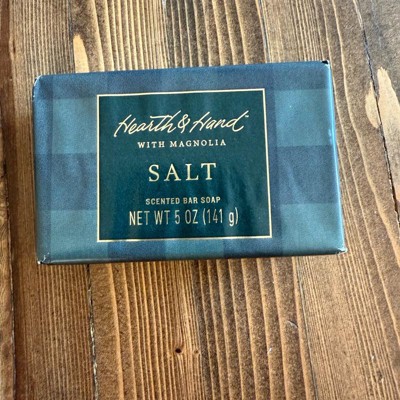 Hearth & Hand
WITH MAGNOLIA
SALT
SCENTED BAR SOAP
NET WT 5 OZ (141 g)